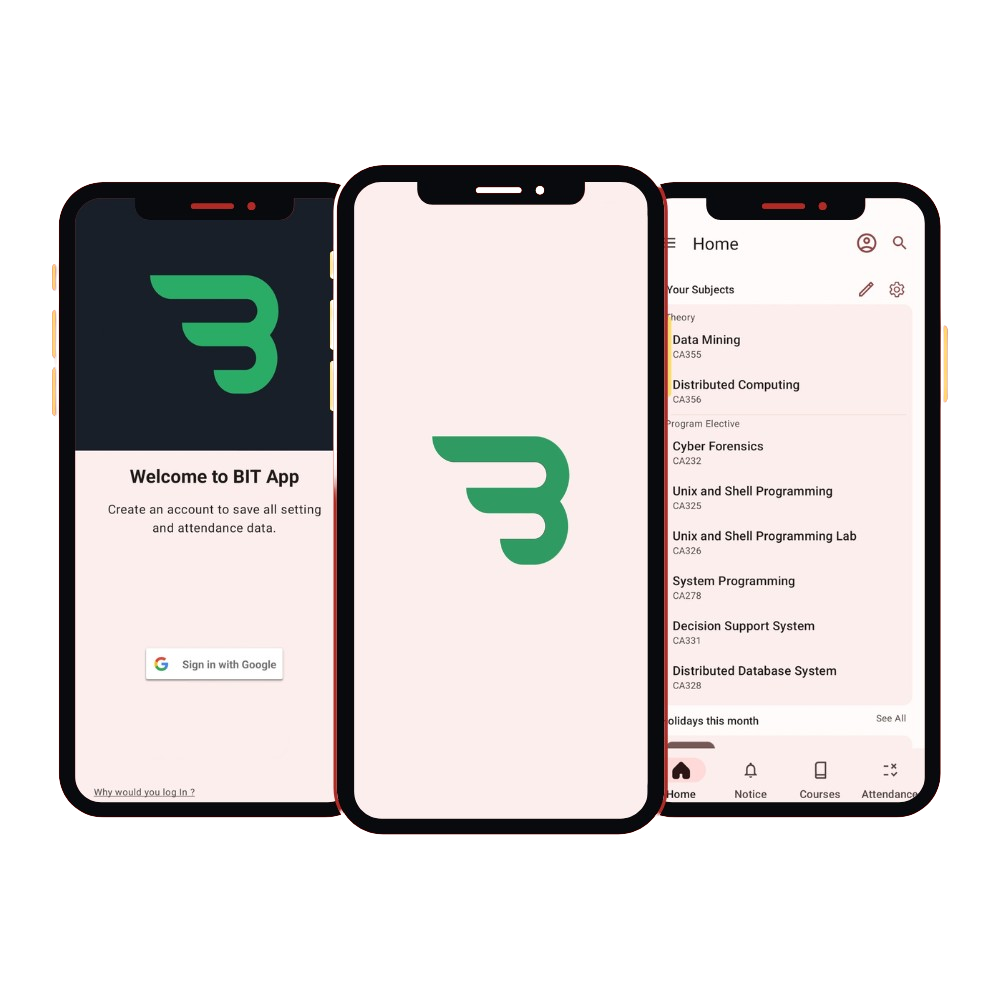 Welcome to BIT App
Create an account to save all setting
and attendance data.
Sign in with Google
Why would you log In ?
Home
Your Subjects
Theory
Data Mining
CA355
Distributed Computing
CA356
Program Elective
Cyber Forensics
CA232
Unix and Shell Programming
CA325
Unix and Shell Programming Lab
CA326
System Programming
CA278
Decision Support System
CA331
Distributed Database System
CA328
olidays this month
See All
Home
Notice
Courses
Attendance